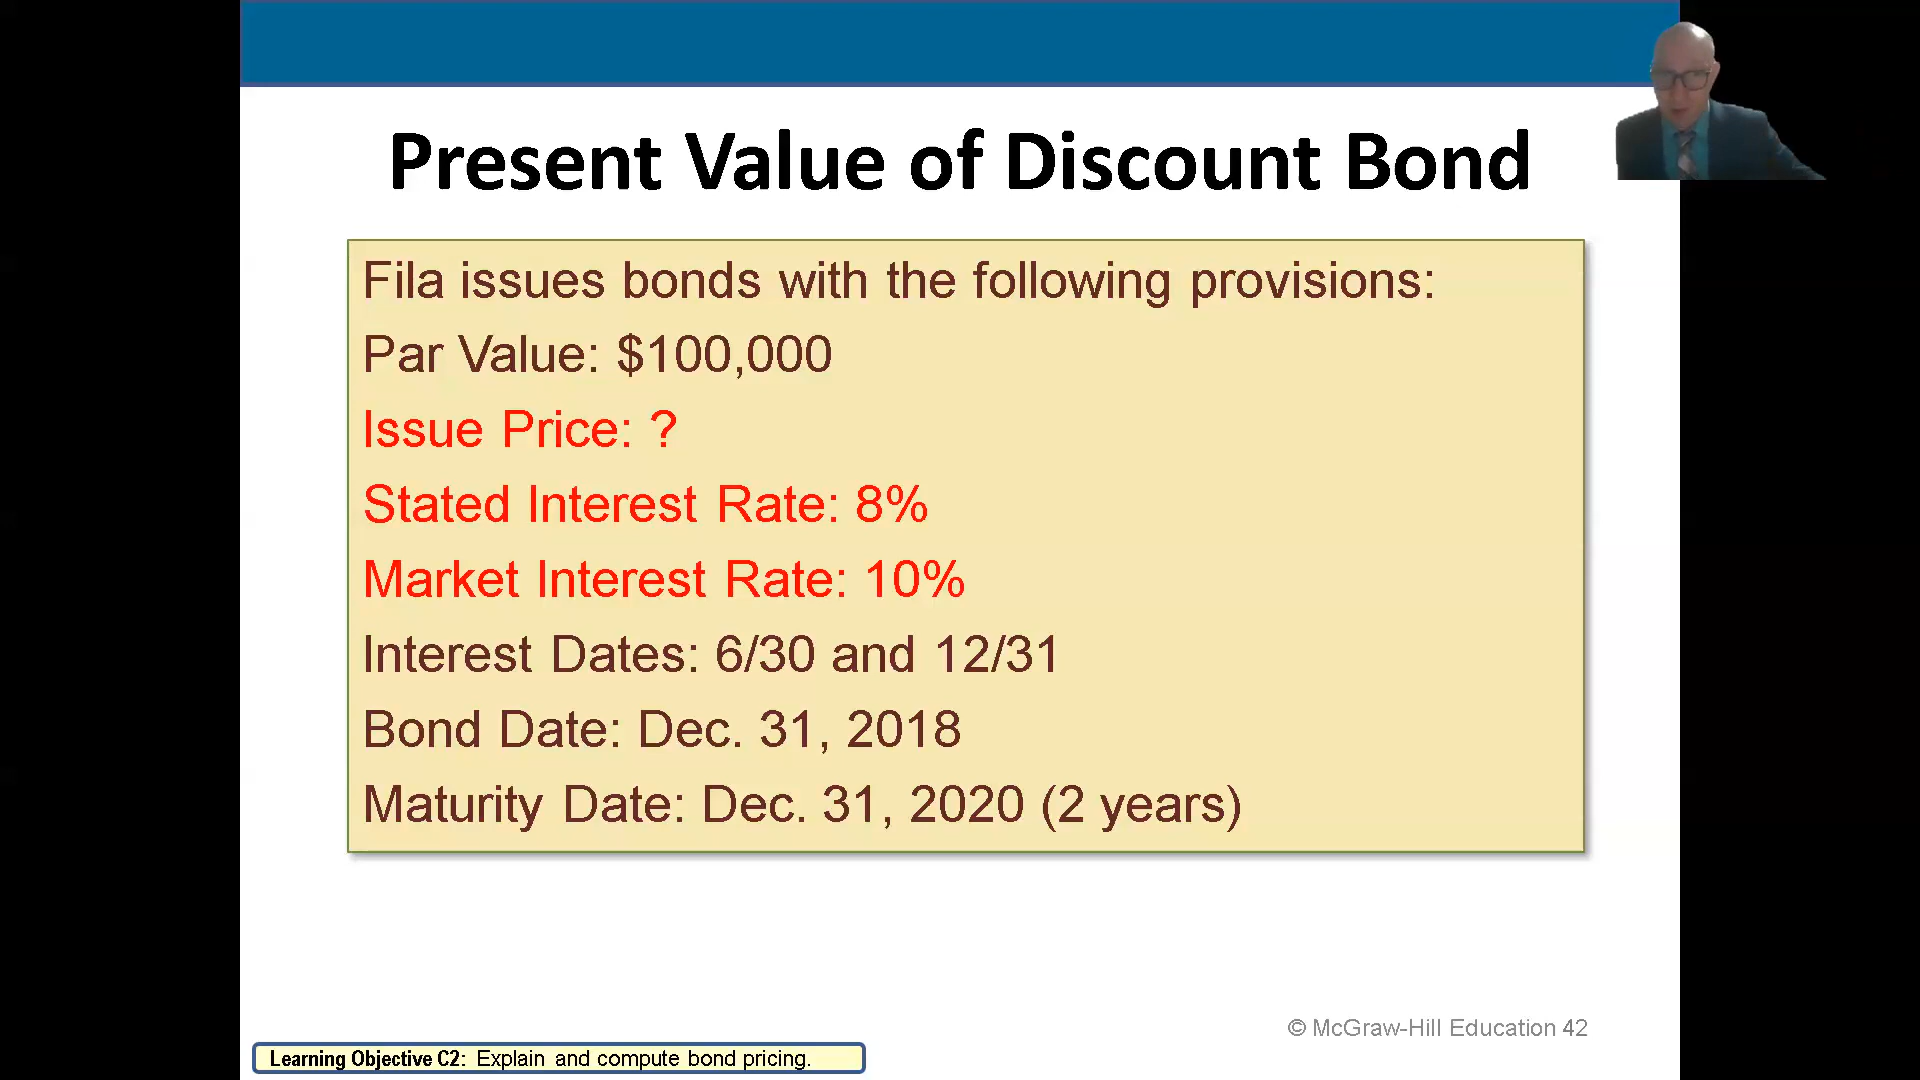 Present Value of Discount Bond
Fila issues bonds with the following provisions:
Par Value: $100,000
Issue Price: ?
Stated Interest Rate: 8%
Market Interest Rate: 10%
Interest Dates: 6/30 and 12/31
Bond Date: Dec. 31, 2018
Maturity Date: Dec. 31, 2020 (2 years)
© McGraw-Hill Education 42
Learning Objective C2: Explain and compute bond pricing.